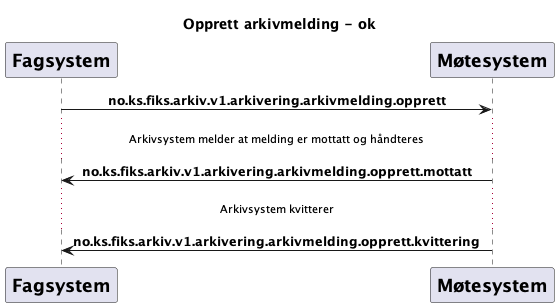 Opprett arkivmelding - ok
Fagsystem Møtesystem
no.ks.fiks.arkiv.v1.arkivering.arkivmelding.opprett
Arkivsystem melder at melding er mottatt og håndteres
no.ks.fiks.arkiv.v1.arkivering.arkivmelding.opprett.mottatt
Arkivsystem kvitterer
no.ks.fiks.arkiv.v1.arkivering.arkivmelding.opprett.kvittering
Fagsystem Møtesystem